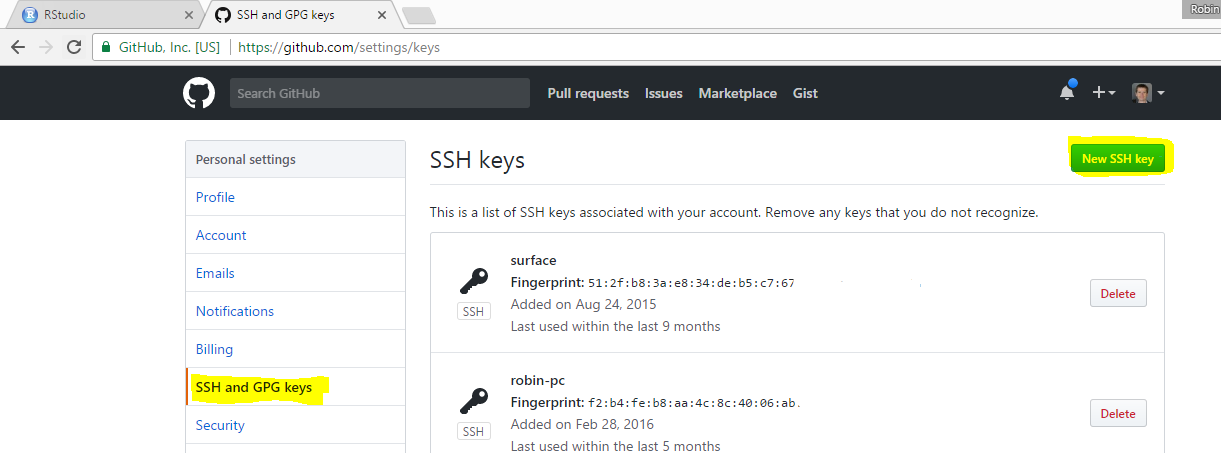 RStudio
SSH and GPG keys
Robin
GitHub, Inc. [US] https://github.com/settings/keys
Search GitHub
Pull requests Issues Marketplace Gist
Personal settings
Profile
Account
Emails
Notifications
Billing
SSH and GPG keys
Security
SSH keys
New SSH key
This is a list of SSH keys associated with your account. Remove any keys that you do not recognize.
surface
Fingerprint: 51:2f:b8:3a:e8:34:de:b5:c7:67
SSH
Added on Aug 24, 2015
Last used within the last 9 months
Delete
robin-pc
Fingerprint: f2:b4:fe:b8:aa:4c:8c:40:06:ab.
SSH
Added on Feb 28, 2016
Last used within the last 5 months
Delete